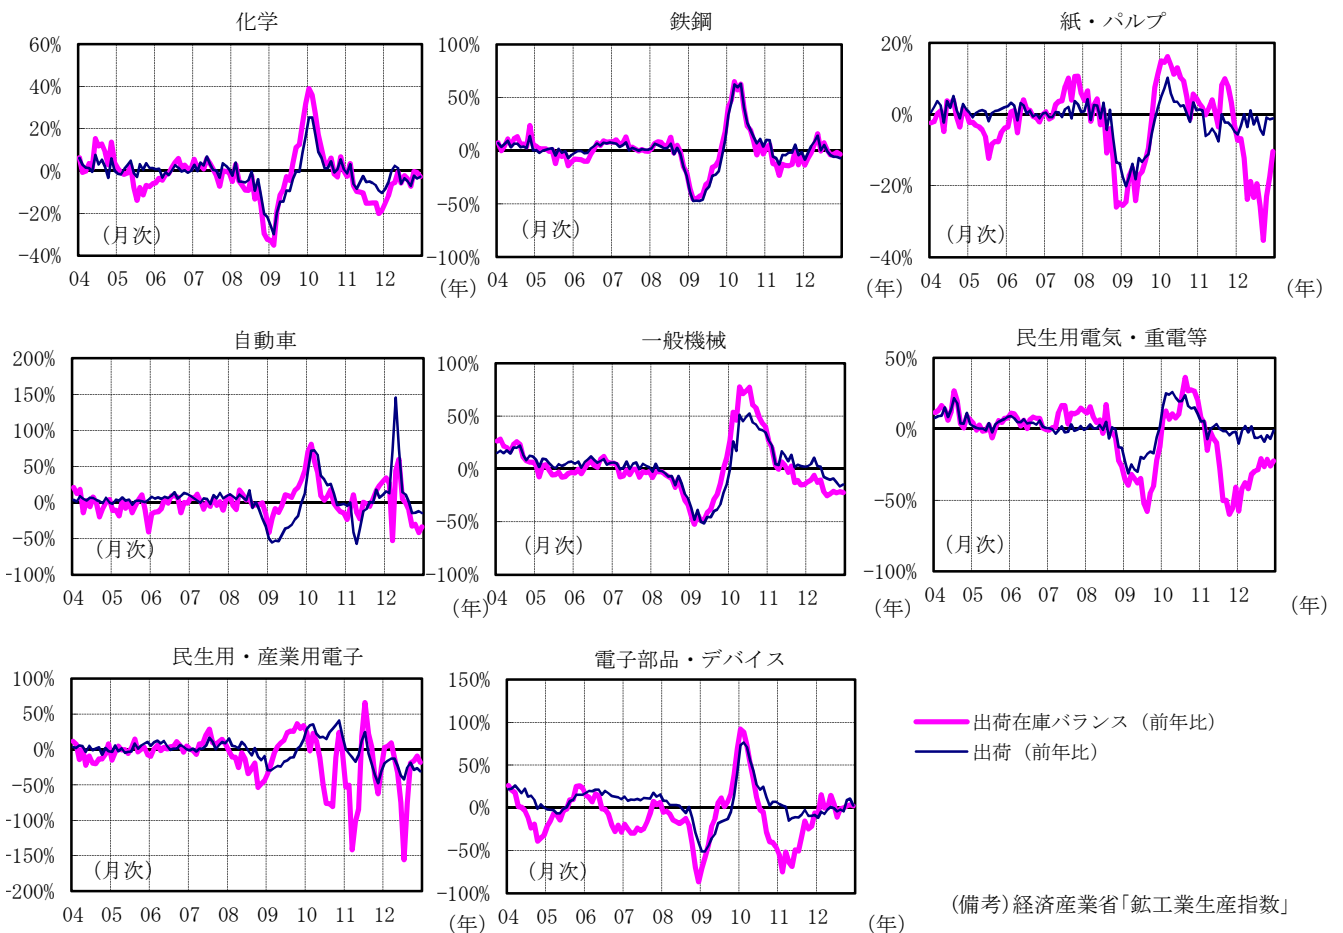 化学
60%
40%
20%
0%
−20%
−40%
(月次)
04 05 06 07 08 09 10 11 12
(年)
鉄鋼
100%
50%
0%
−50%
−100%
(月次)
04 05 06 07 08 09 10 11 12
(年)
紙・パルプ
20%
0%
−20%
−40%
(月次)
04 05 06 07 08 09 10 11 12
(年)
自動車
200%
150%
100%
50%
0%
-50%
-100%
(月次)
04 05 06 07 08 09 10 11 12
(年)
一般機械
100%
50%
0%
−50%
−100%
(月次)
04 05 06 07 08 09 10 11 12
(年)
民生用電気・重電等
50%
0%
−50%
−100%
(月次)
04 05 06 07 08 09 10 11 12
(年)
民生用・産業用電子
100%
50%
0%
-50%
-100%
-150%
-200%
(月次)
04 05 06 07 08 09 10 11 12
(年)
電子部品・デバイス
150%
100%
50%
0%
-50%
-100%
(月次)
04 05 06 07 08 09 10 11 12
(年)
出荷在庫バランス（前年比）
出荷（前年比）
(備考)経済産業省「鉱工業生産指数」